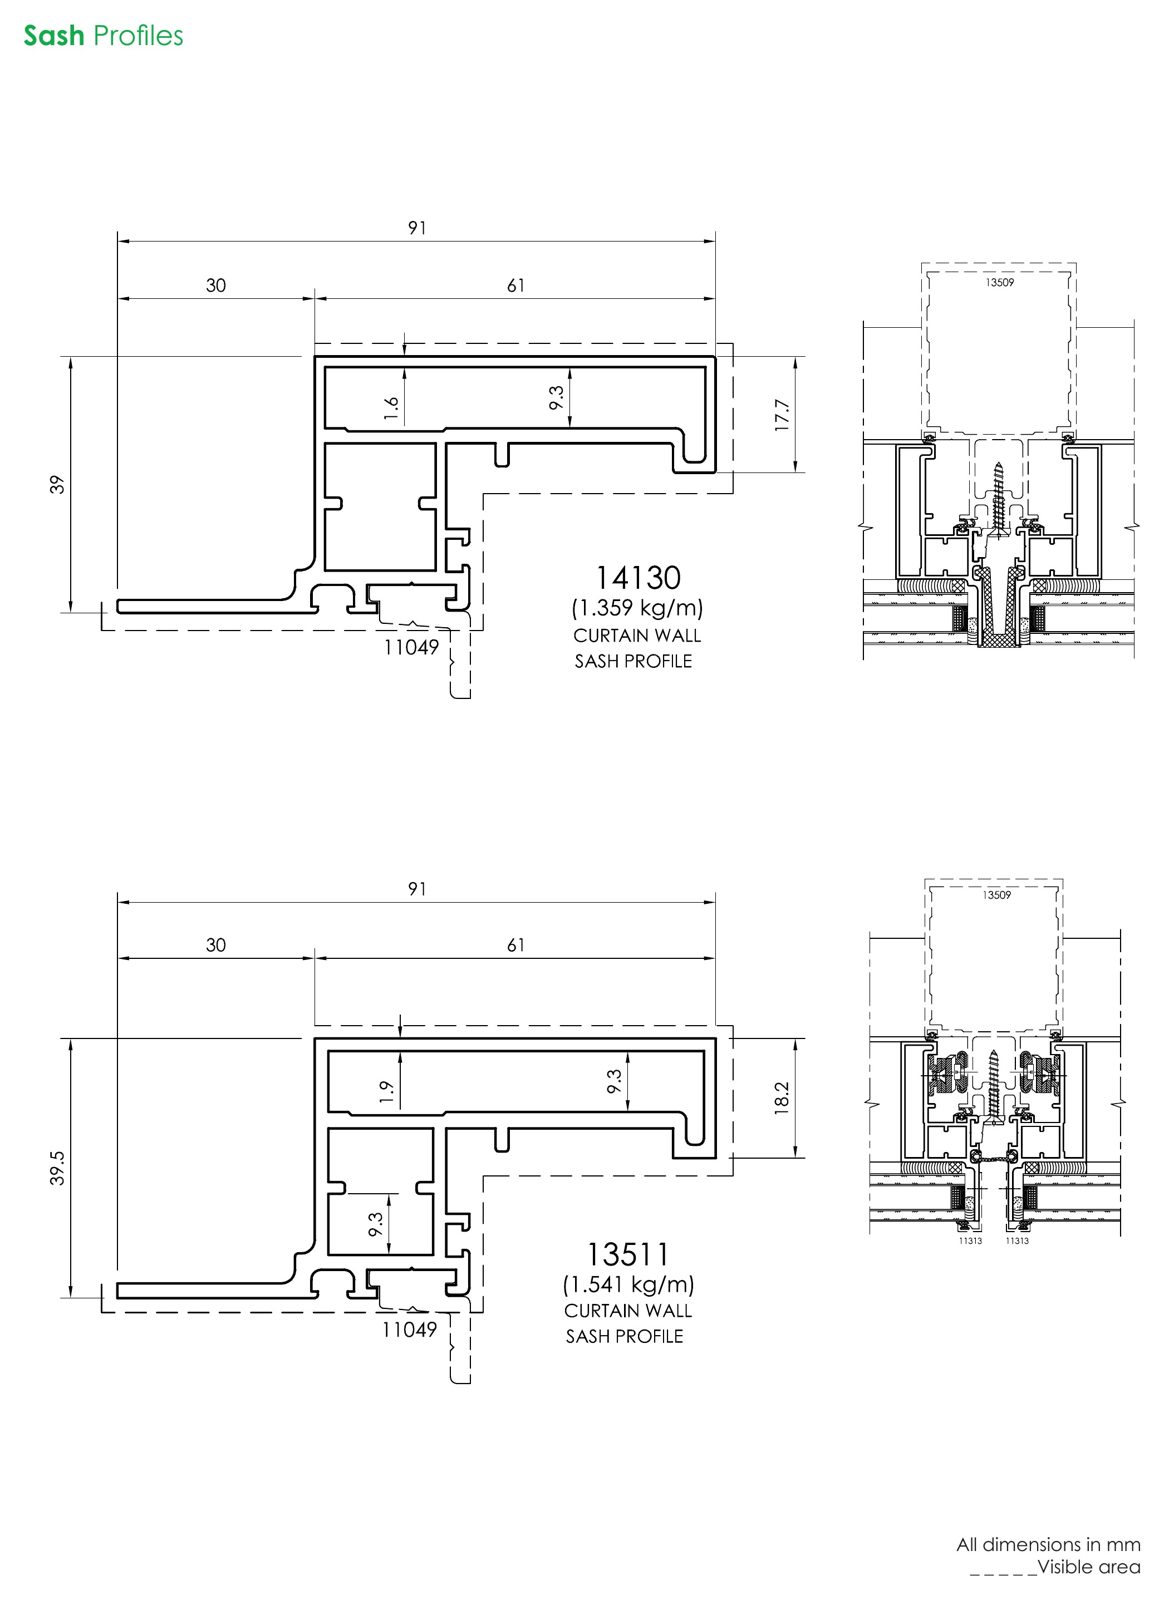 Sash Profiles
91
30
61
1.6
9.3
17.7
39
14130
(1.359 kg/m)
CURTAIN WALL
SASH PROFILE
11049
13509
91
30
61
1.9
9.3
18.2
39.5
9.3
13511
(1.541 kg/m)
CURTAIN WALL
SASH PROFILE
11049
13509
11313 11313
All dimensions in mm
Visible area